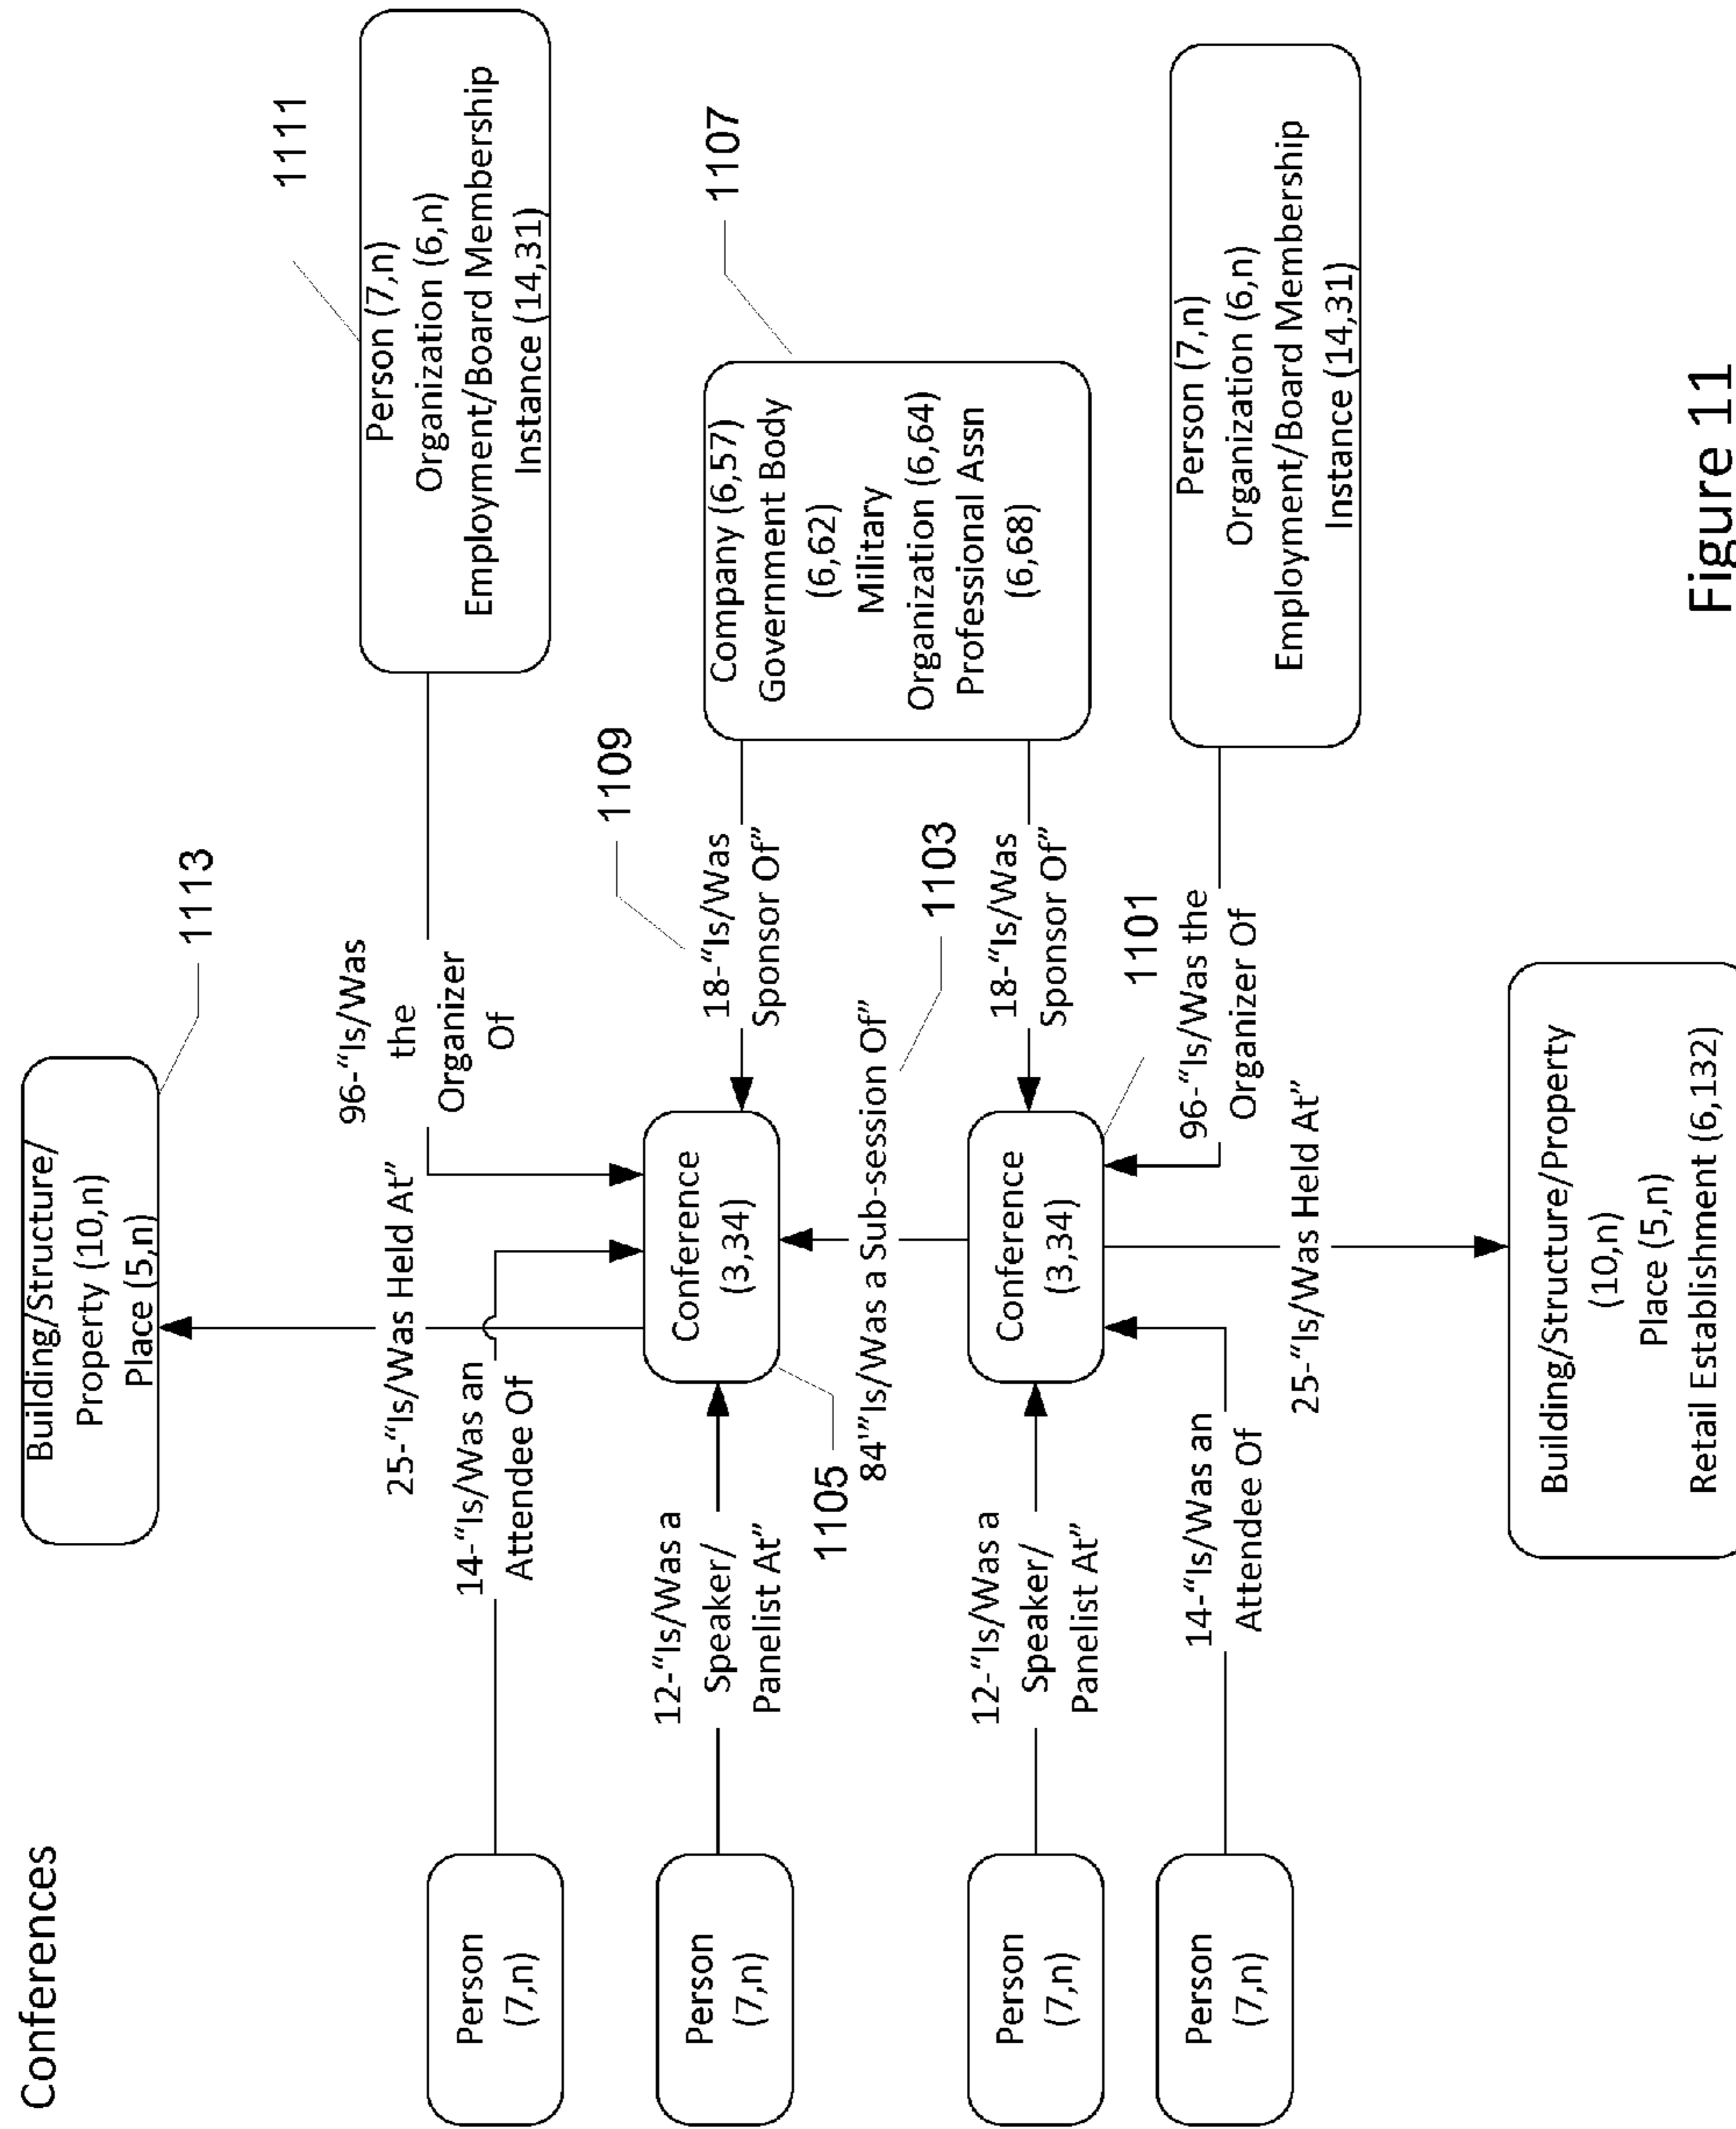 Conferences
Building/Structure/
Property (10,n)
Place (5,n)
1113
1111
Person (7,n)
Organization (6,n)
Employment/Board Membership
Instance (14,31)
96-“Is/Was
the
Organizer
Of
25-“Is/Was Held At”
14-“Is/Was an
Attendee Of
Person
(7,n)
1109
1107
Company (6,57)
Government Body
(6,62)
Military
Organization (6,64)
Professional Assn
(6,68)
18-“Is/Was
Sponsor Of”
Conference
(3,34)
12-“Is/Was a
Speaker/
Panelist At”
Person
(7,n)
1105
84'”Is/Was a Sub-session Of”
1103
18-“Is/Was
Sponsor Of”
Conference
(3,34)
12-“Is/Was a
Speaker/
Panelist At”
Person
(7,n)
1101
96-“Is/Was the
Organizer Of
Person (7,n)
Organization (6,n)
Employment/Board Membership
Instance (14,31)
14-“Is/Was an
Attendee Of
Person
(7,n)
25-“Is/Was Held At”
Building/Structure/Property
(10,n)
Place (5,n)
Retail Establishment (6,132)
Figure 11